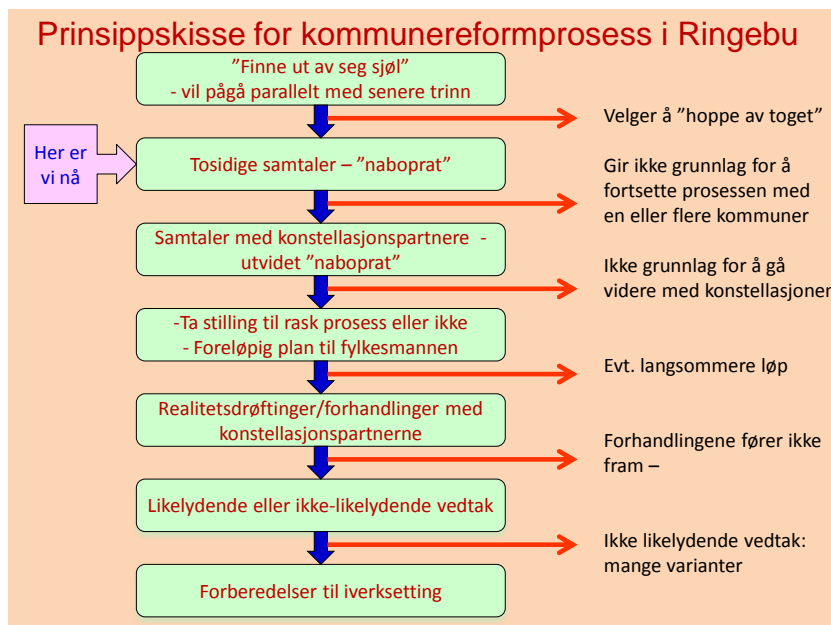 Prinsippskisse for kommunereformprosess i Ringebu
”Finne ut av seg sjøl”
- vil pågå parallelt med senere trinn
Velger å ”hoppe av toget”
Her er
vi nå
Tosidige samtaler – ”naboprat”
Gir ikke grunnlag for å
fortsette prosessen med
en eller flere kommuner
Samtaler med konstellasjonspartnere -
utvidet ”naboprat”
Ikke grunnlag for å gå
videre med konstellasjoner
-Ta stilling til rask prosess eller ikke
- Foreløpig plan til fylkesmannen
Evt. langsommere løp
Realitetsdrøftinger/forhandlinger med
konstellasjonspartnerne
Forhandlingene fører ikke
fram –
Likelydende eller ikke-likelydende vedtak
Ikke likelydende vedtak:
mange varianter
Forberedelser til iverksetting